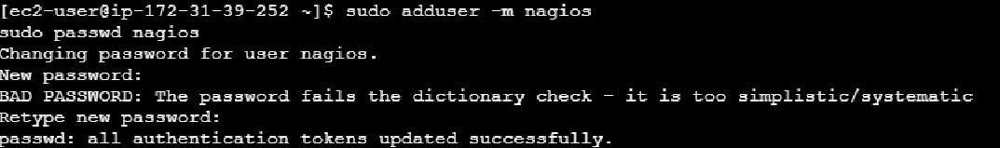 [ec2-user@ip-172-31-39-252 ~]$ sudo adduser -m nagios
sudo passwd nagios
Changing password for user nagios.
New password:
BAD PASSWORD: The password fails the dictionary check - it is too simplistic/systematic
Retype new password:
passwd: all authentication tokens updated successfully.